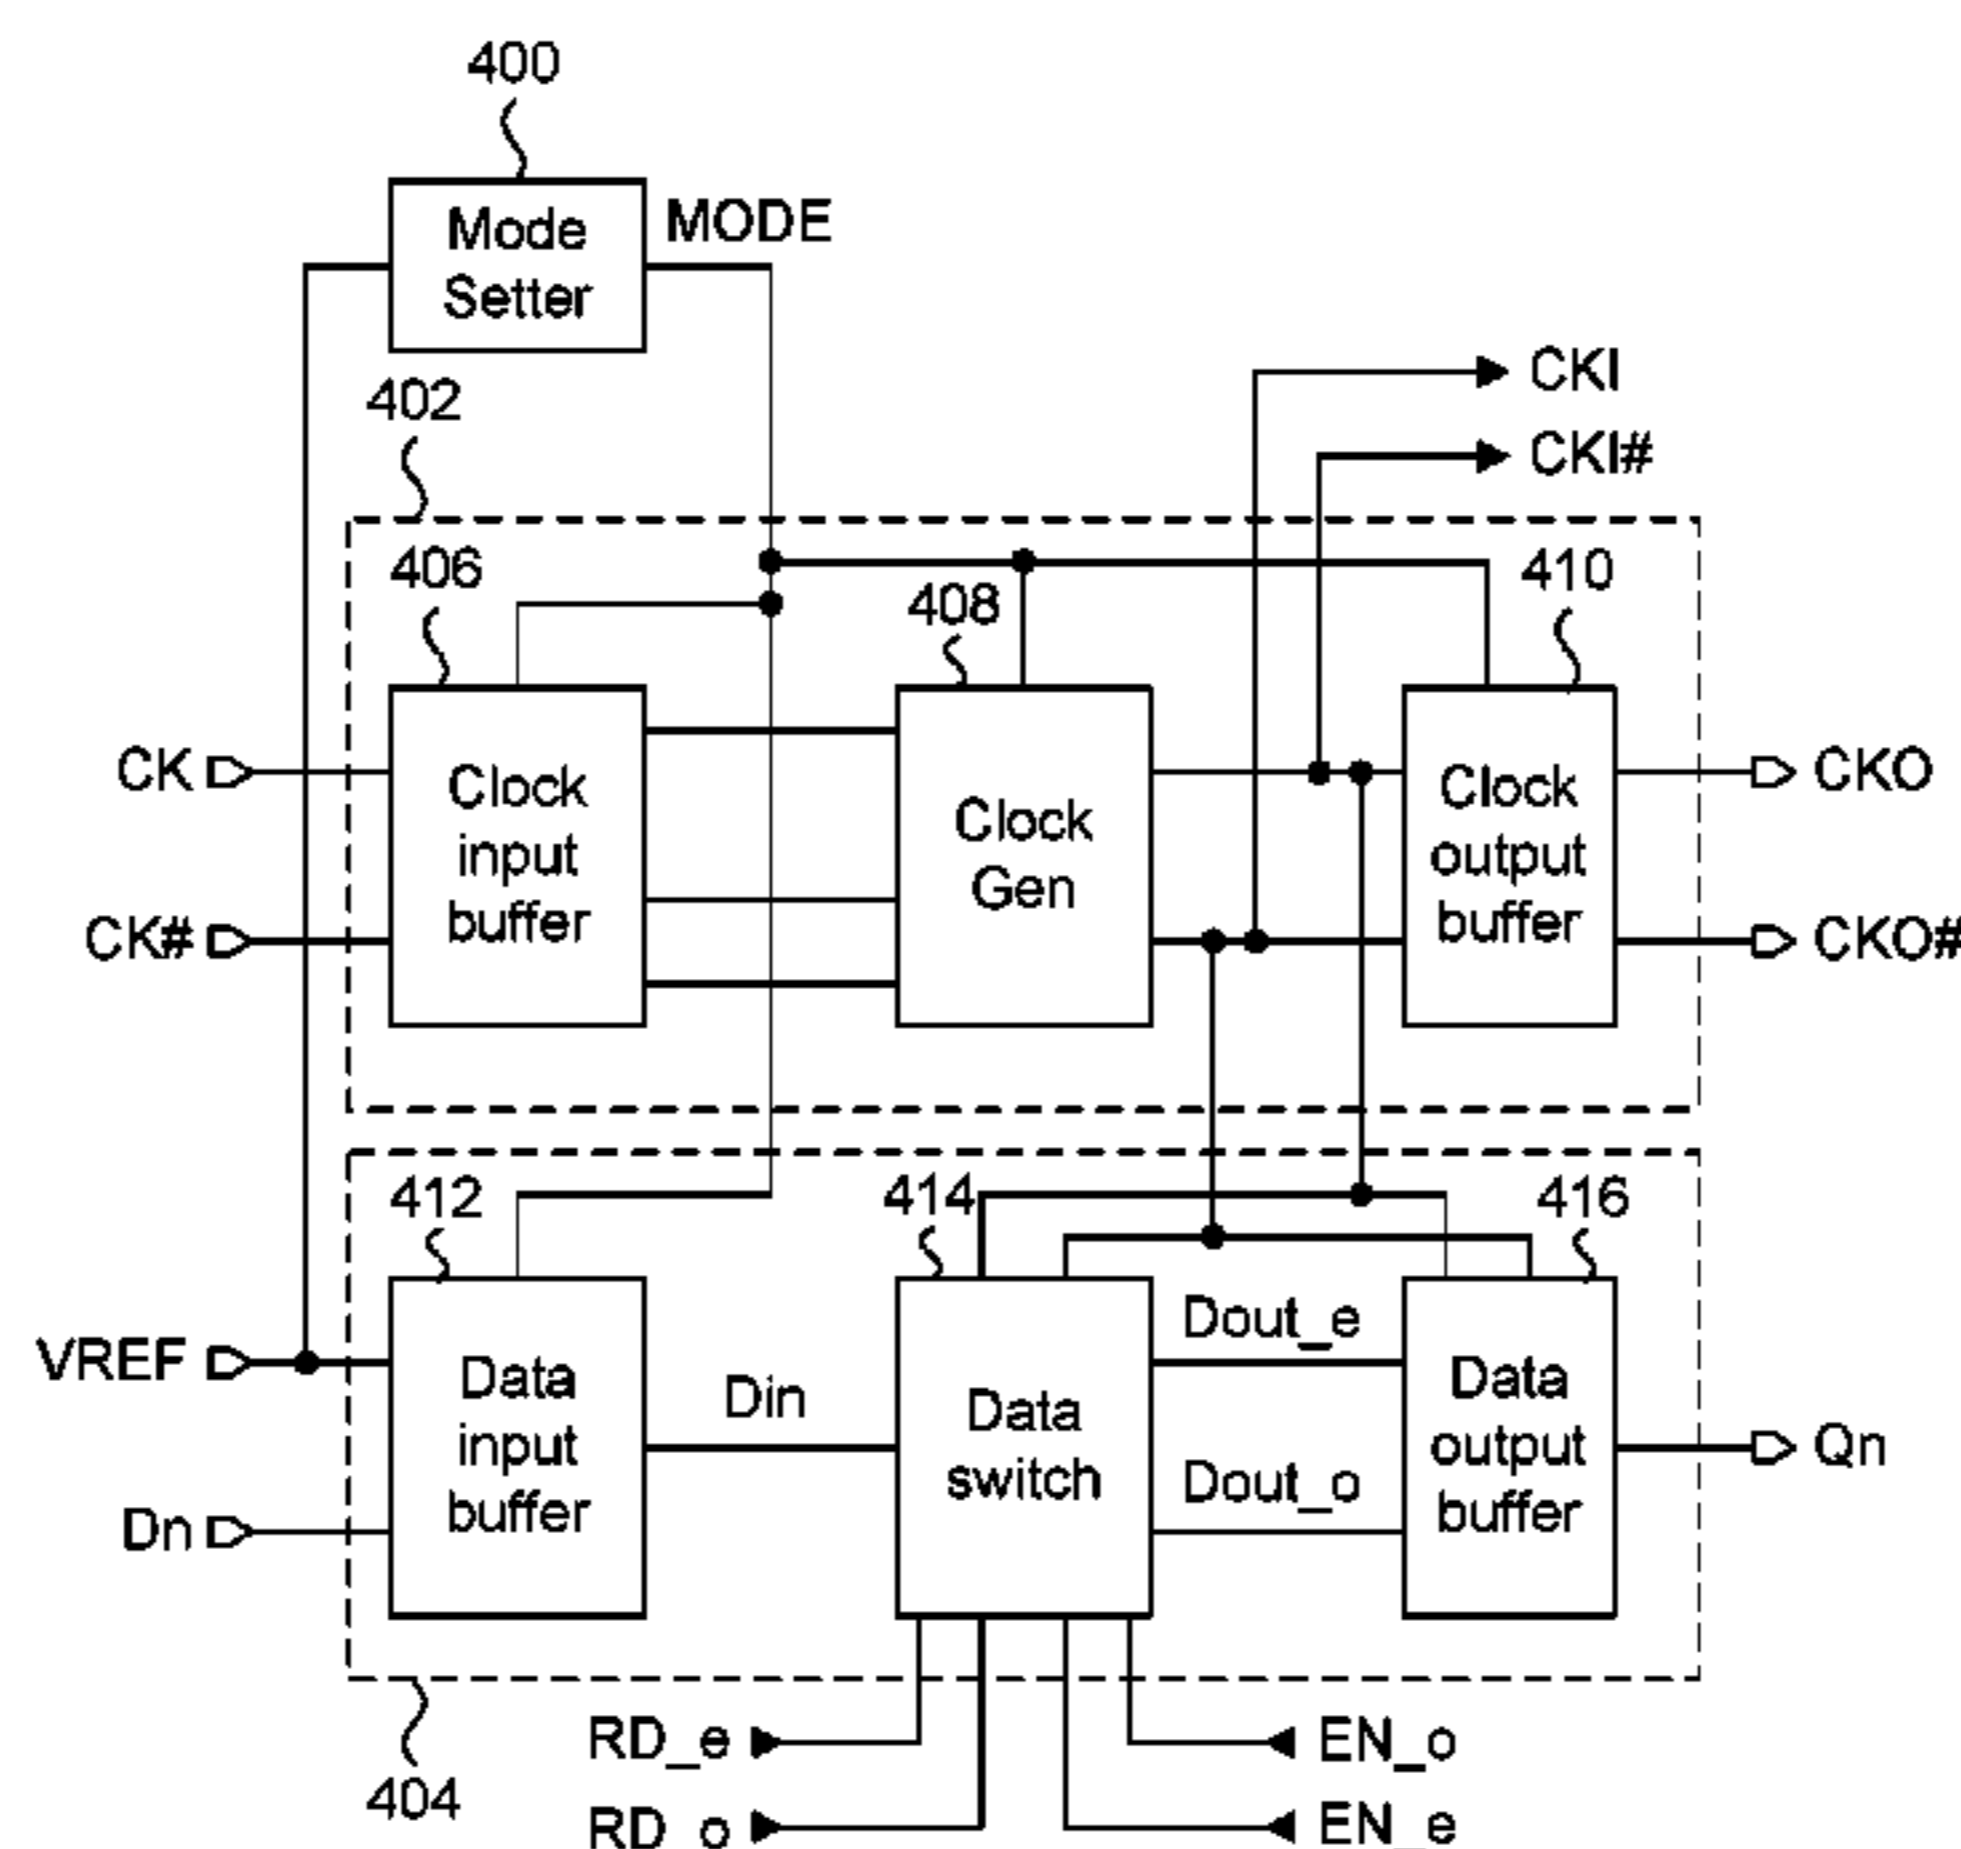 400
Mode
Setter
MODE
402
CKI
CKI#
406
408
410
CK
Clock
input
buffer
Clock
Gen
Clock
output
buffer
CKO
CK#
CKO#
412
414
416
VREF
Data
input
buffer
Din
Data
switch
Dout_e
Dout_o
Data
output
buffer
Qn
Dn
RD_e
EN_o
404
RD_o
EN_e